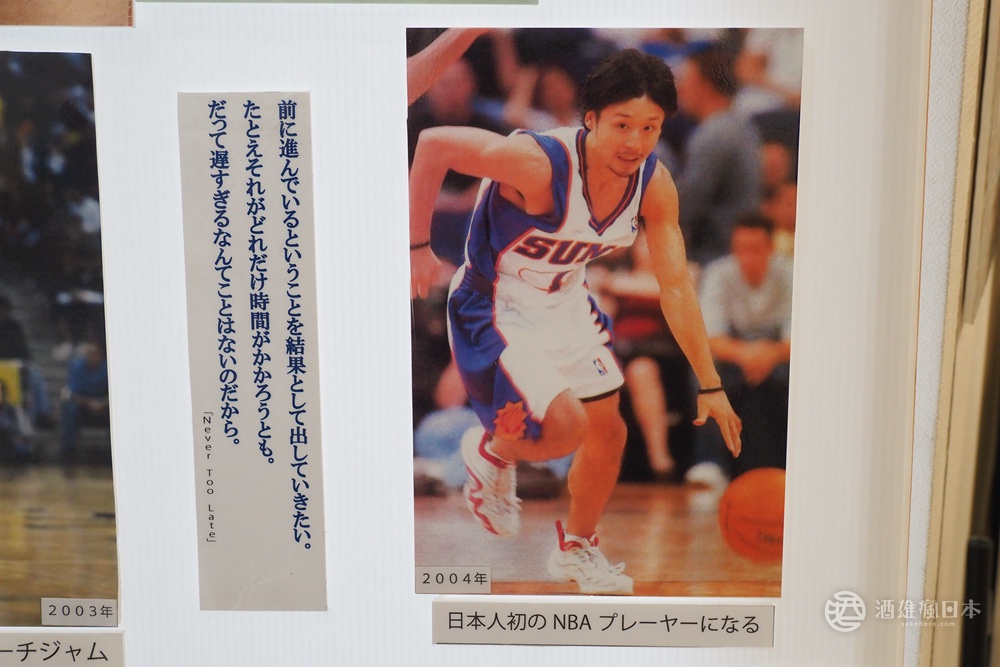 前に進んでいるということを結果として出していきたい。
たとえそれがどれだけ時間がかかろうとも。
だって遅すぎるなんてことはないのだから。
「Never Too Late」
SUN
2004年
日本人初の NBA プレーヤーになる
2003年
ーチジャム
酒雄瘋日本